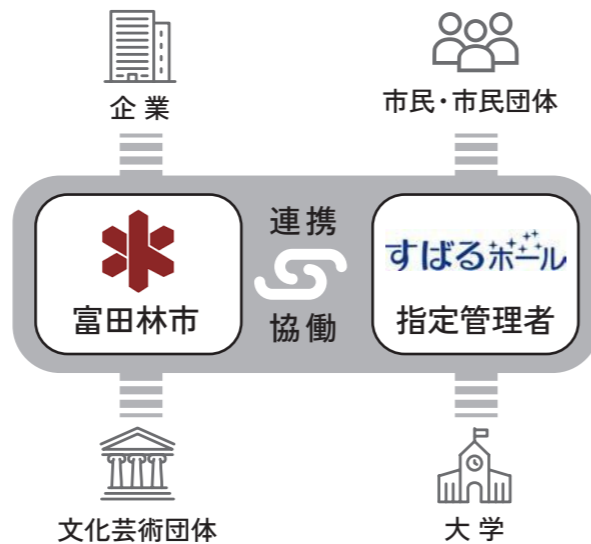 企業
市民・市民団体
連携
すばるホール
富田林市
協働
指定管理者
文化芸術団体
大学